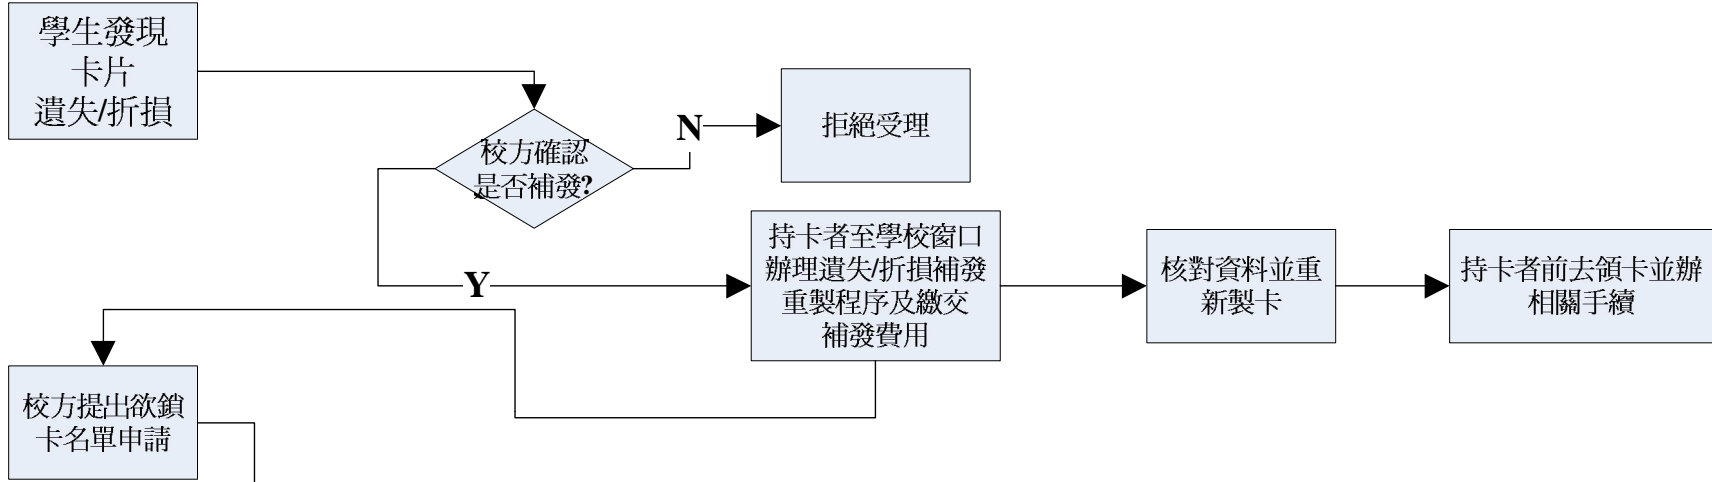 學生發現
卡片
遺失/折損
校方確認
是否補發?
N
拒絕受理
Y
持卡者至學校窗口
辦理遺失/折損補發
重製程序及繳交
補發費用
核對資料並重
新製卡
持卡者前去領卡並辦
相關手續
校方提出欲鎖
卡名單申請